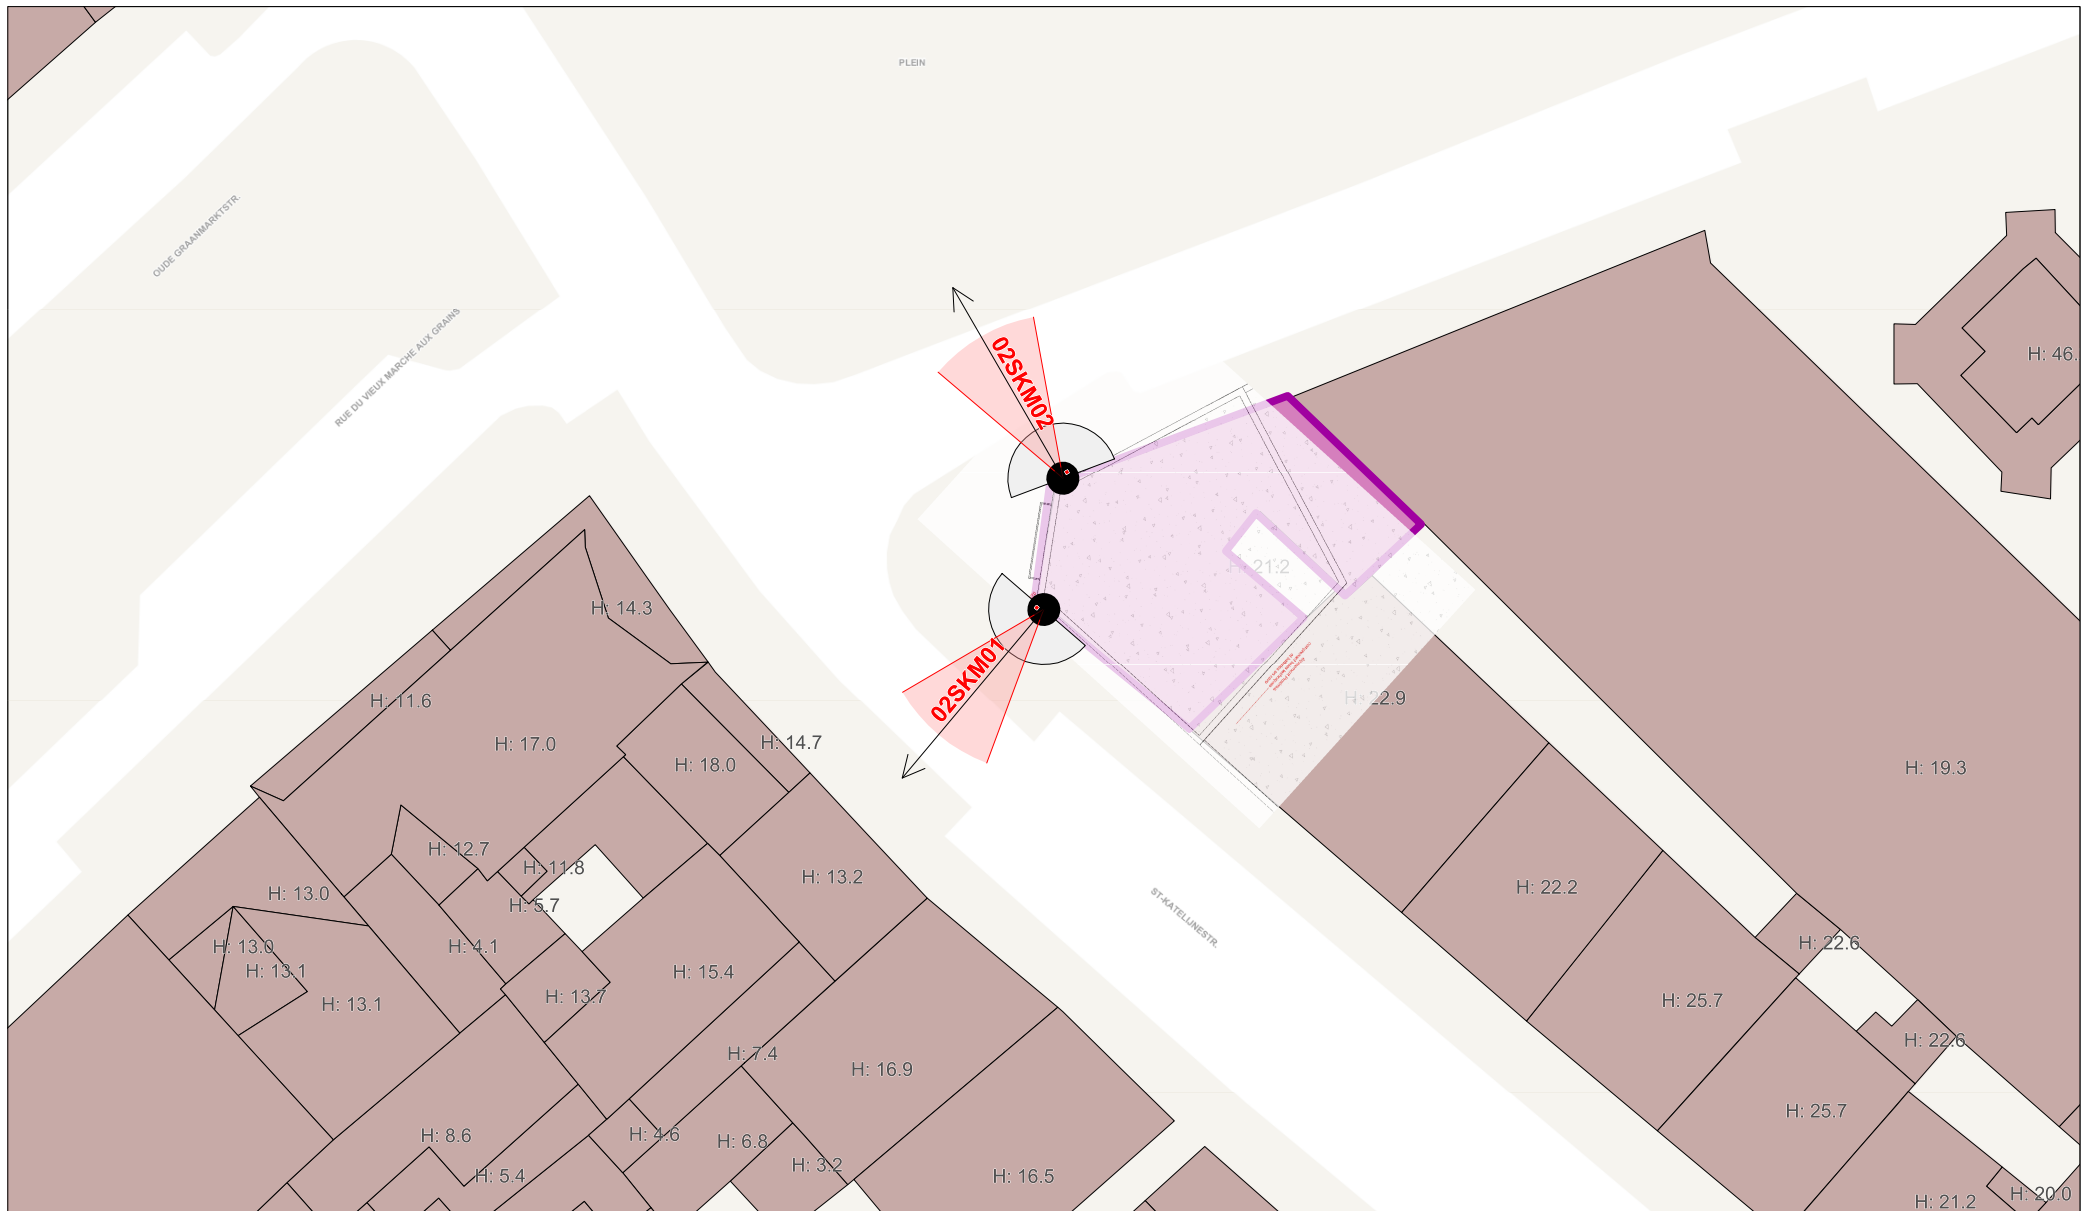 PLEIN
OUDE GRAANMARKTSTR.
RUE DU VIEUX MARCHE AUX GRAINS
02SKM02
H: 46.
H: 21.2
H: 14.3
02SKM01
H: 11.6
H: 22.9
H: 17.0
H: 14.7
H: 18.0
H: 19.3
H: 12.7
H: 11.8
H: 13.2
H: 22.2
H: 13.0
H: 5.7
ST-KATELIJNESTR.
H: 13.0
H: 4.1
H: 22.6
H: 13.1
H: 15.4
H: 13.7
H: 13.1
H: 25.7
H: 22.6
H: 7.4
H: 16.9
H: 25.7
H: 8.6
H: 4.6
H: 6.8
H: 3.2
H: 5.4
H: 16.5
H: 20.0
H: 21.2